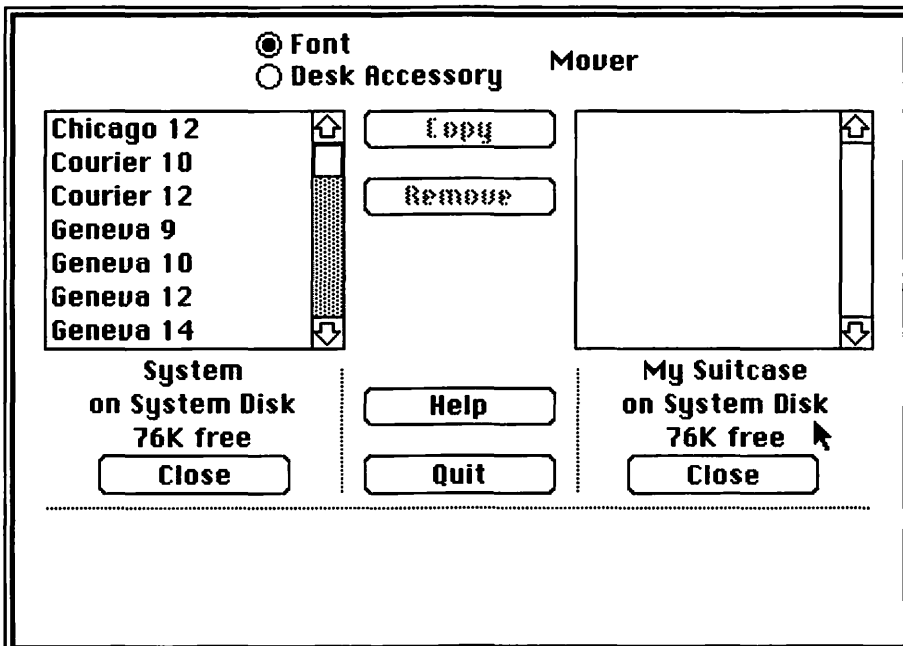 Font
Desk Accessory
Mover
Chicago 12
Courier 10
Courier 12
Geneva 9
Geneva 10
Geneva 12
Geneva 14
Copy
Remove
System
on System Disk
76K free
Close
Help
Quit
My Suitcase
on System Disk
76K free
Close